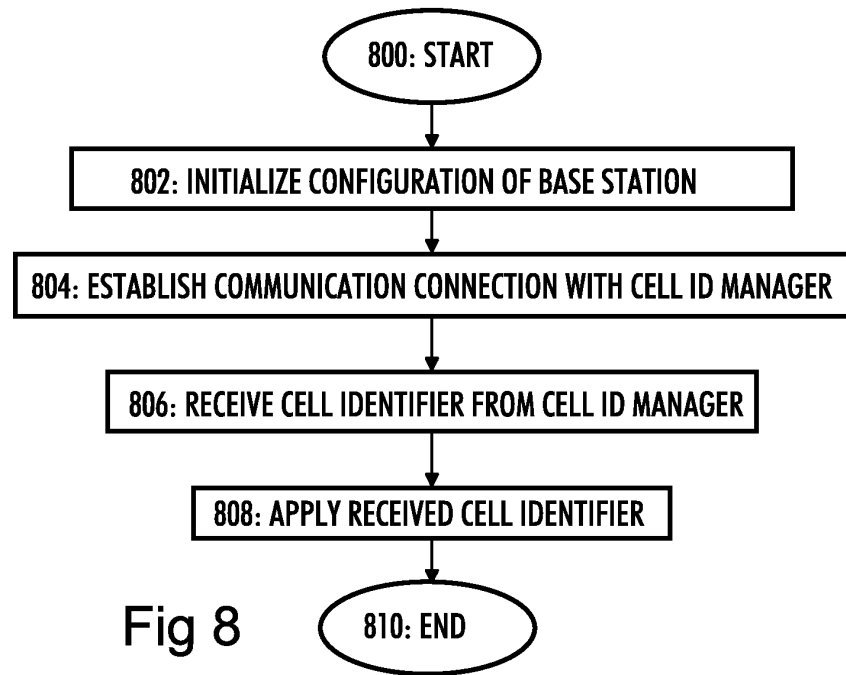 800: START
802: INITIALIZE CONFIGURATION OF BASE STATION
804: ESTABLISH COMMUNICATION CONNECTION WITH CELL ID MANAGER
806: RECEIVE CELL IDENTIFIER FROM CELL ID MANAGER
808: APPLY RECEIVED CELL IDENTIFIER
Fig 8
810: END